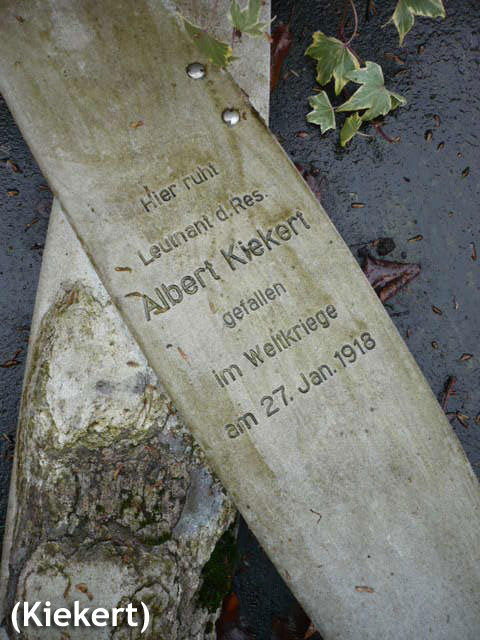 Hier ruht
Leutnant d. Res.
Albert Kiekert
gefallen
im Weltkriege
am 27. Jan. 1918
(Kiekert)